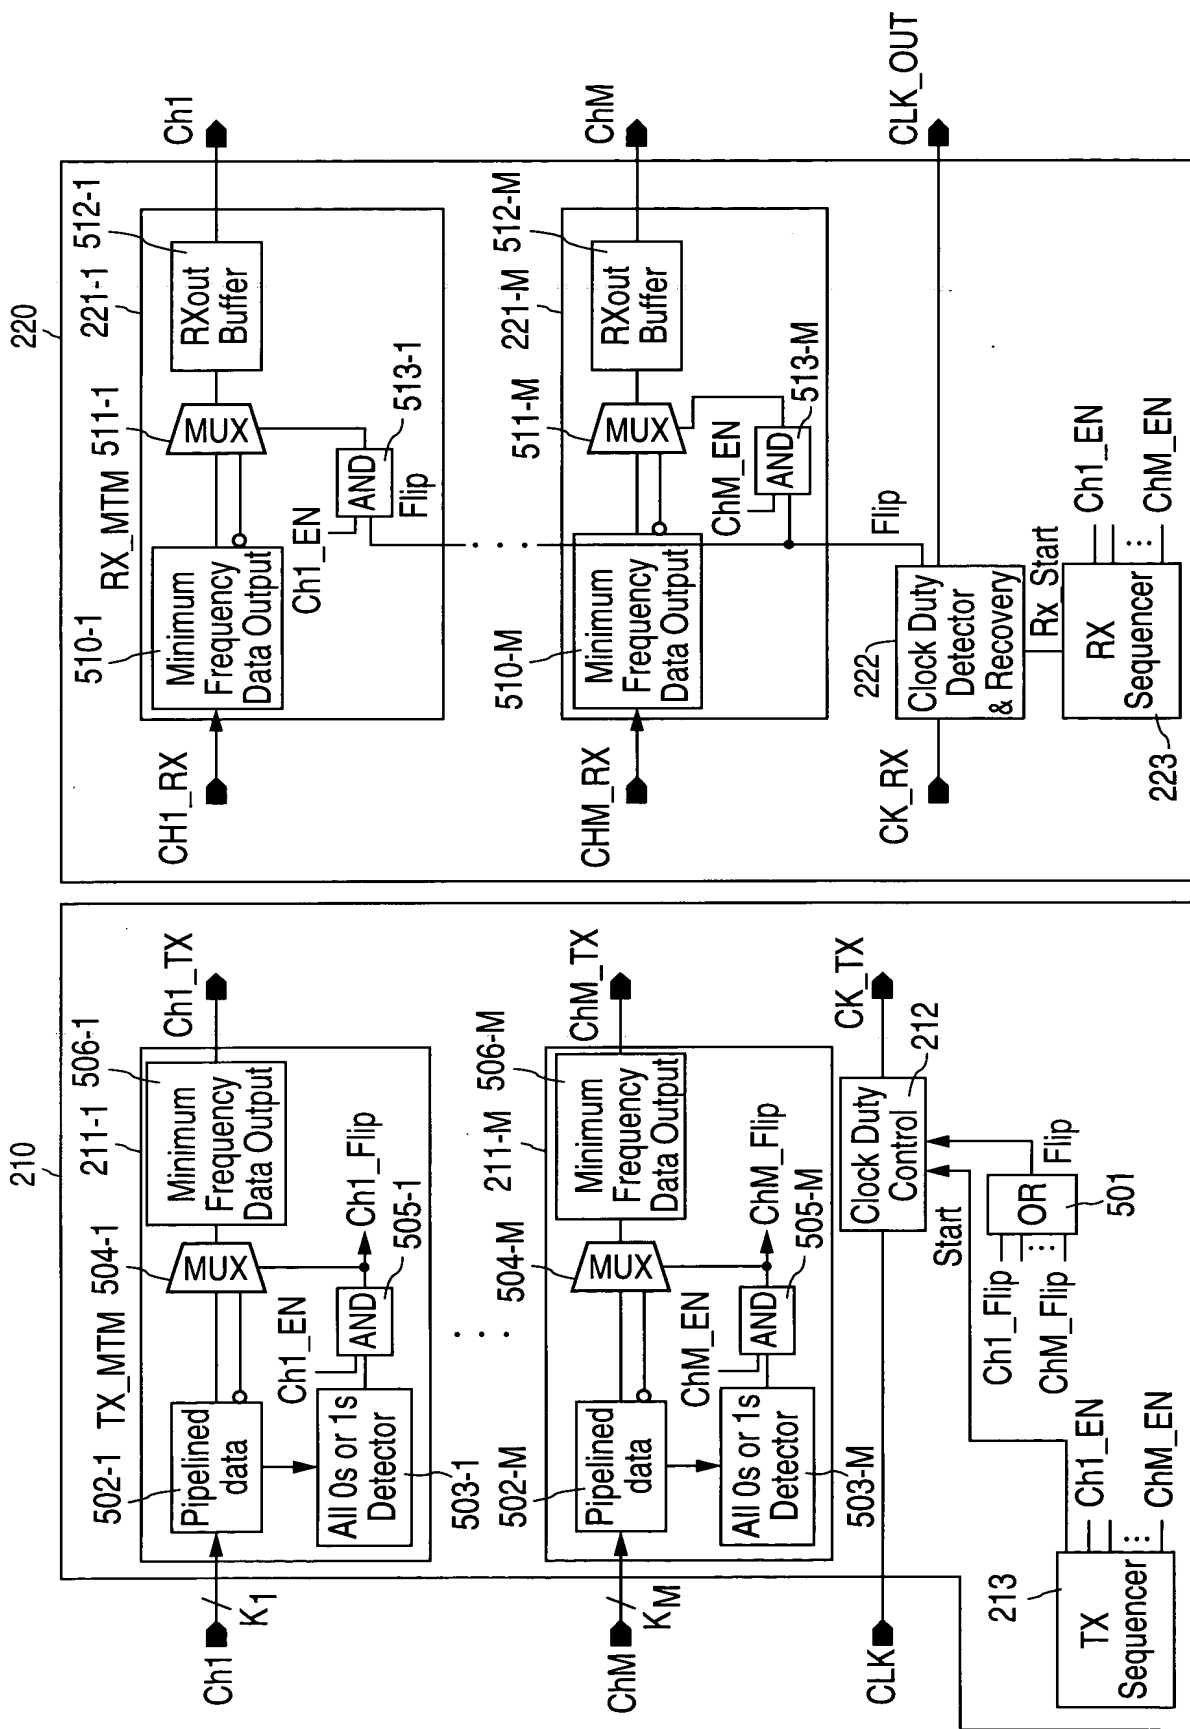 210
Ch1
K1
502-1
TX_MTM
504-1
211-1
506-1
Ch1_TX
Pipelined
data
MUX
Minimum
Frequency
Data Output
Ch1_EN
AND
Ch1_Flip
505-1
All 0s or 1s
Detector
503-1
. . .
ChM
KM
502-M
504-M
211-M
506-M
ChM_TX
Pipelined
data
MUX
Minimum
Frequency
Data Output
ChM_EN
AND
ChM_Flip
505-M
All 0s or 1s
Detector
503-M
CLK
Clock Duty
Control
212
CK_TX
Start
Flip
OR
501
Ch1_Flip
ChM_Flip
213
TX
Sequencer
Ch1_EN
ChM_EN
220
CH1_RX
510-1
RX_MTM
511-1
221-1
512-1
Ch1
Minimum
Frequency
Data Output
MUX
RXout
Buffer
Ch1_EN
AND
513-1
Flip
. . .
CHM_RX
510-M
511-M
221-M
512-M
ChM
Minimum
Frequency
Data Output
MUX
RXout
Buffer
ChM_EN
AND
513-M
Flip
CK_RX
222
Clock Duty
Detector
& Recovery
CLK_OUT
Rx_Start
RX
Sequencer
223
Ch1_EN
ChM_EN